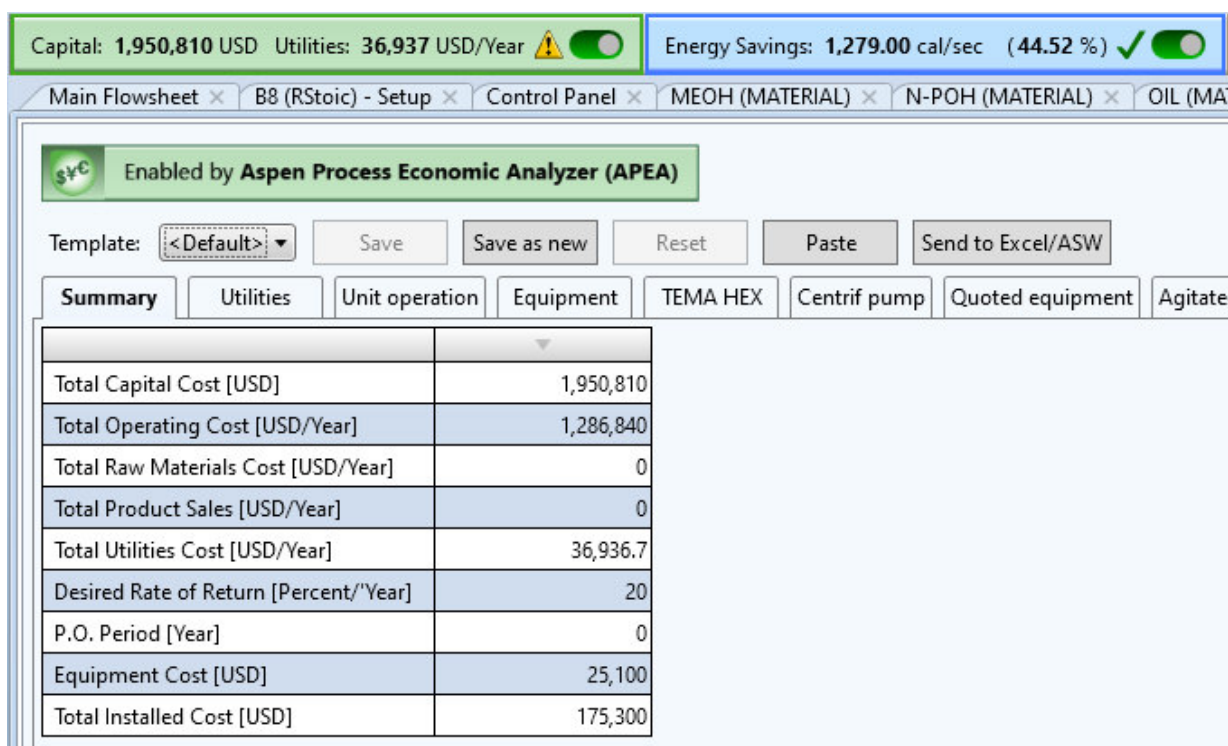 Capital: 1,950,810 USD Utilities: 36,937 USD/Year Energy Savings: 1,279.00 cal/sec (44.52 %)
Main Flowsheet B8 (RStoic) - Setup Control Panel MEOH (MATERIAL) N-POH (MATERIAL) OIL (MA
$¥€ Enabled by Aspen Process Economic Analyzer (APEA)
Template: <Default> Save Save as new Reset Paste Send to Excel/ASW
Summary Utilities Unit operation Equipment TEMA HEX Centrif pump Quoted equipment Agitate
Total Capital Cost [USD] 1,950,810
Total Operating Cost [USD/Year] 1,286,840
Total Raw Materials Cost [USD/Year] 0
Total Product Sales [USD/Year] 0
Total Utilities Cost [USD/Year] 36,936.7
Desired Rate of Return [Percent/'Year] 20
P.O. Period [Year] 0
Equipment Cost [USD] 25,100
Total Installed Cost [USD] 175,300